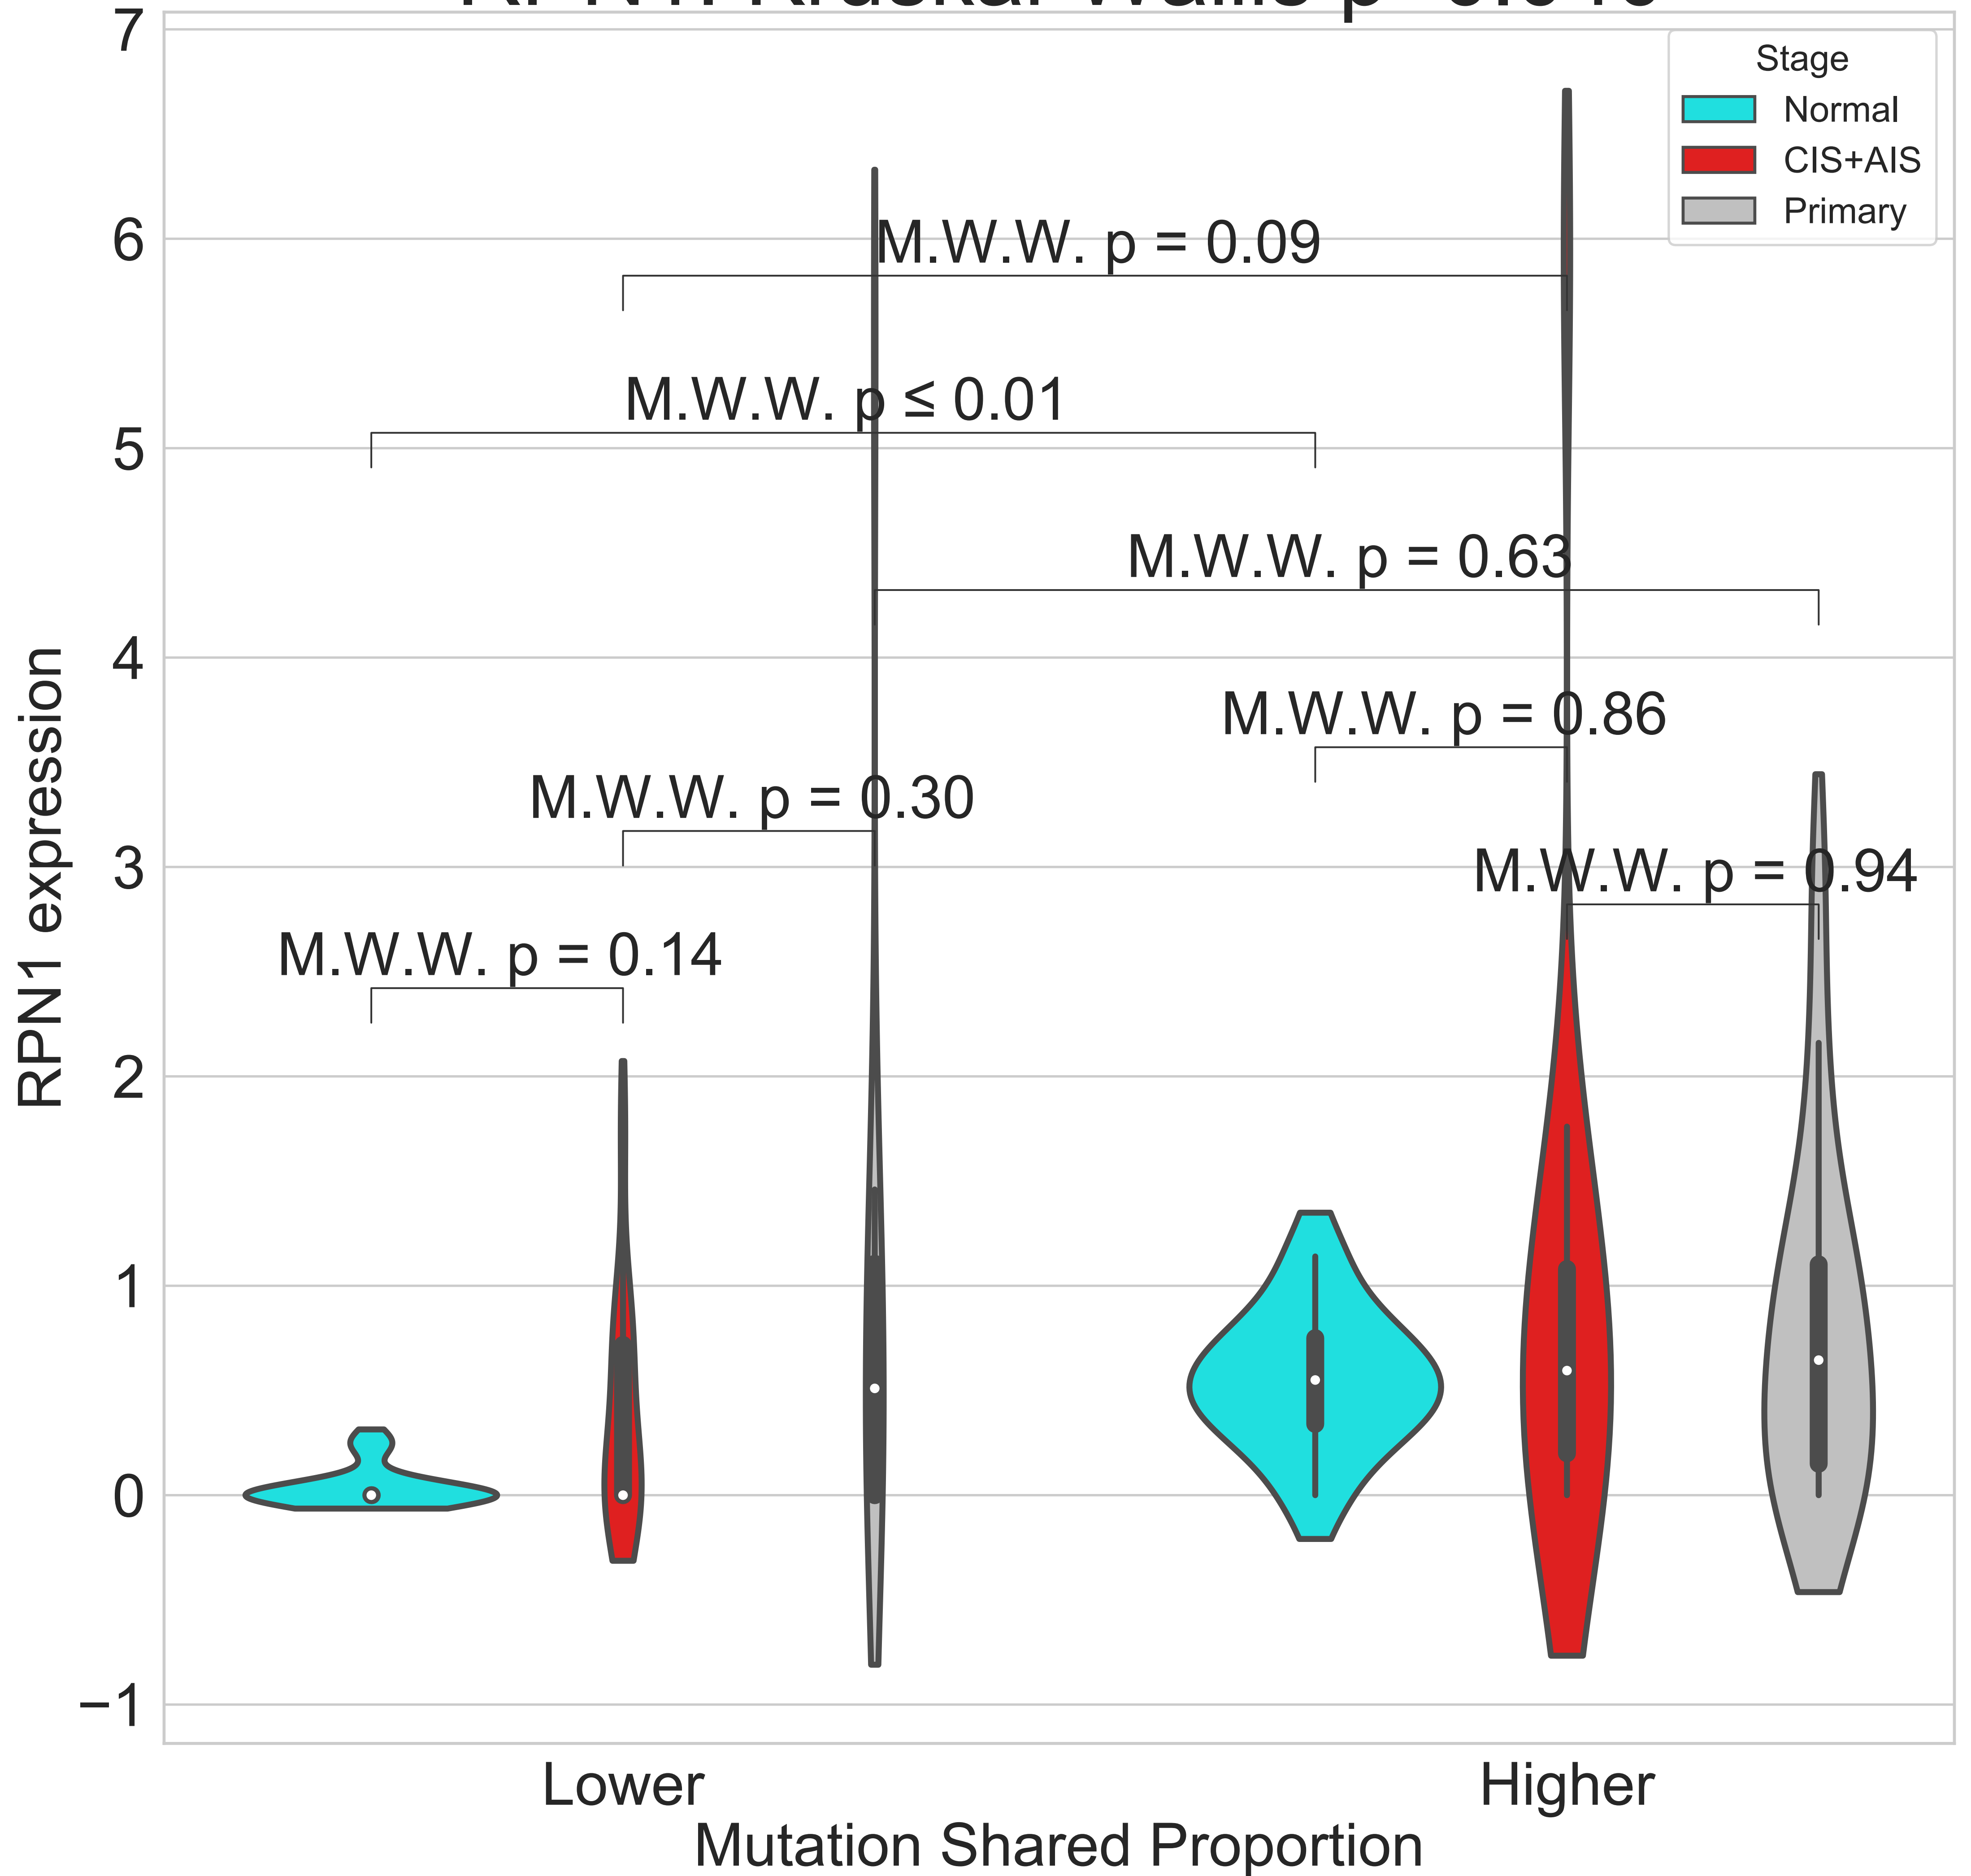 7
6
5
4
3
2
1
0
−1
RPN1 expression
Stage
Normal
CIS+AIS
Primary
M.W.W. p = 0.09
M.W.W. p ≤ 0.01
M.W.W. p = 0.63
M.W.W. p = 0.86
M.W.W. p = 0.30
M.W.W. p = 0.94
M.W.W. p = 0.14
Lower
Higher
Mutation Shared Proportion